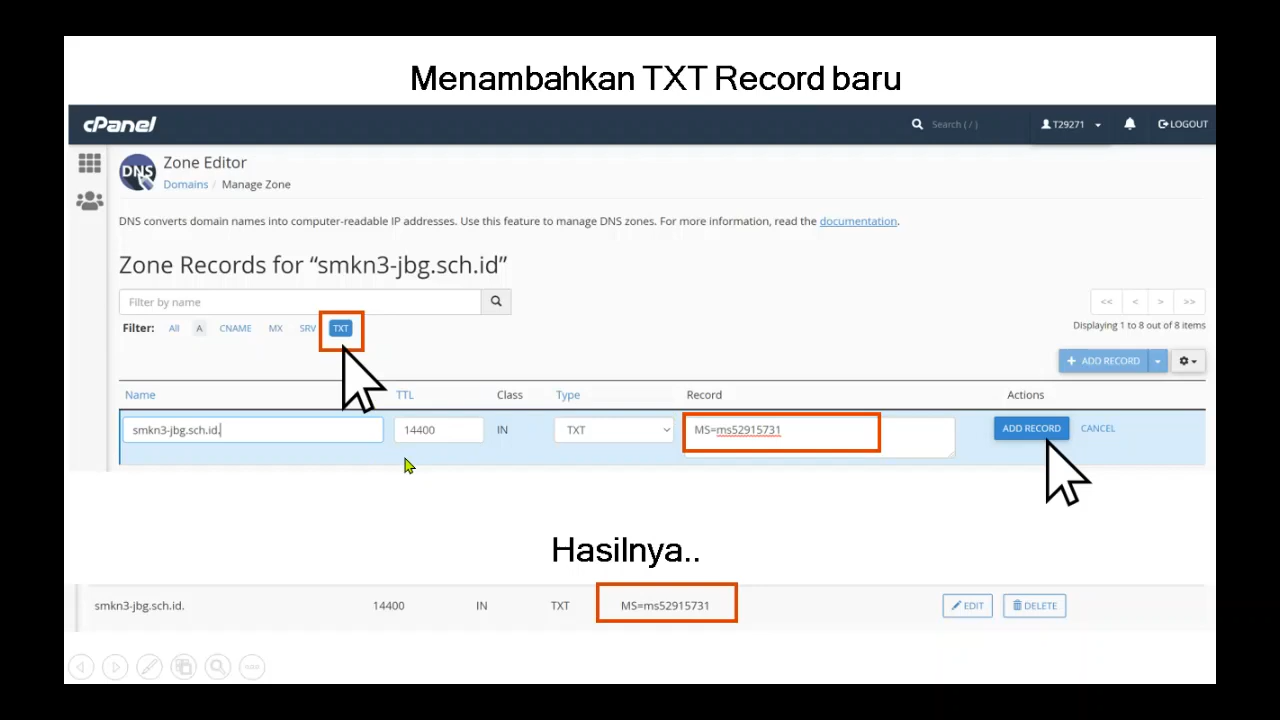 Menambahkan TXT Record baru
cPanel
Search ( / )
T29271
LOGOUT
DNS
Zone Editor
Domains / Manage Zone
DNS converts domain names into computer-readable IP addresses. Use this feature to manage DNS zones. For more information, read the documentation.
Zone Records for “smkn3-jbg.sch.id”
Filter by name
<< < > >>
Filter: All A CNAME MX SRV TXT
Displaying 1 to 8 out of 8 items
+ ADD RECORD
Name TTL Class Type Record Actions
smkn3-jbg.sch.id. 14400 IN TXT MS=ms52915731 ADD RECORD CANCEL
Hasilnya..
smkn3-jbg.sch.id. 14400 IN TXT MS=ms52915731 EDIT DELETE